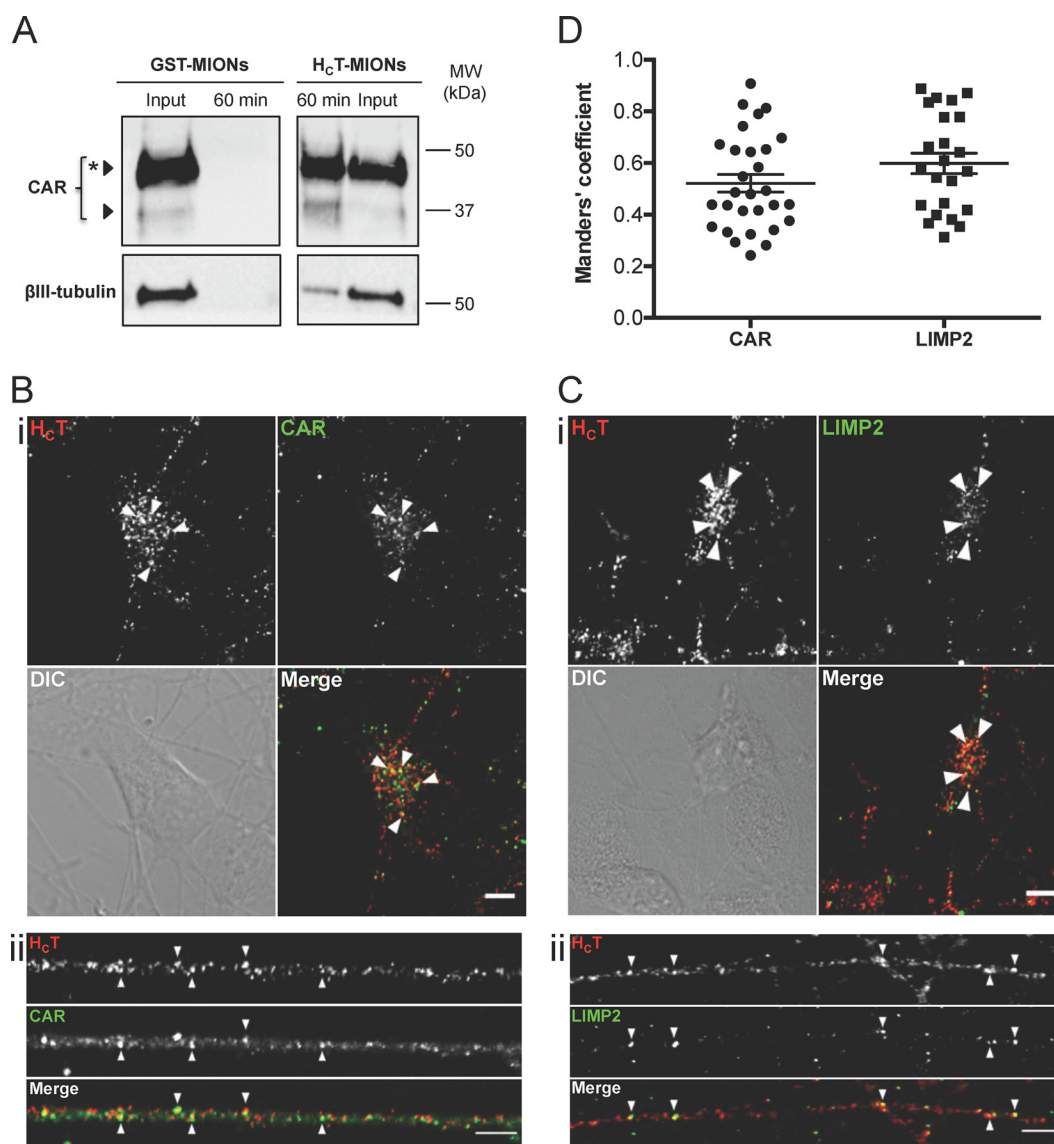 A
GST-MIONs
HCT-MIONs
MW
(kDa)
Input
60 min
60 min
Input
CAR
*
50
37
βIII-tubulin
50
D
Manders' coefficient
1.0
0.8
0.6
0.4
0.2
0.0
CAR
LIMP2
B
i
HCT
CAR
DIC
Merge
ii
HCT
CAR
Merge
C
i
HCT
LIMP2
DIC
Merge
ii
HCT
LIMP2
Merge